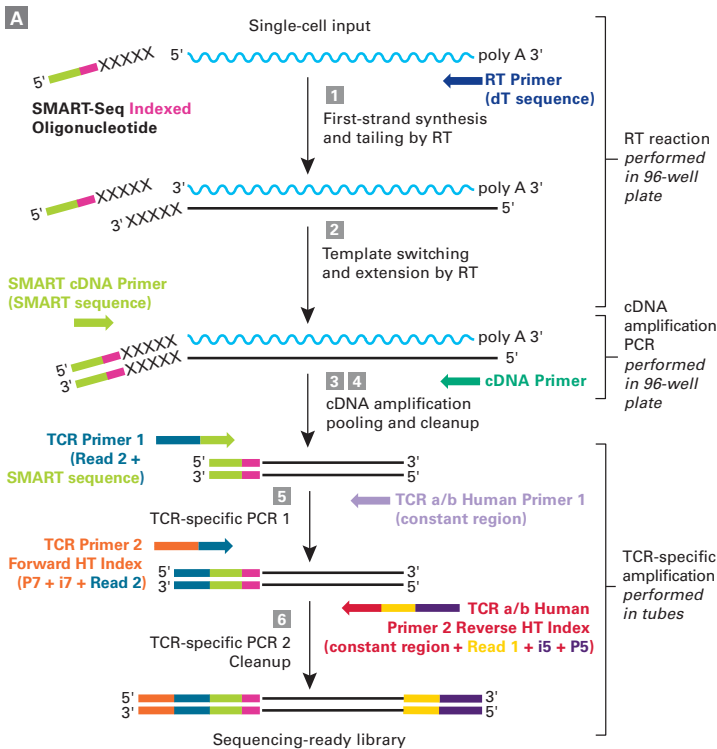 A
Single-cell input
5' XXXXX
5' poly A 3'
SMART-Seq Indexed
Oligonucleotide
RT Primer
(dT sequence)
1
First-strand synthesis
and tailing by RT
RT reaction
performed
in 96-well
plate
5' XXXXX
3' poly A 3'
3' XXXXX 5'
2
Template switching
and extension by RT
SMART cDNA Primer
(SMART sequence)
XXXXX poly A 3'
5' XXXXX 5'
3'
cDNA Primer
cDNA
amplification
PCR
performed
in 96-well
plate
3 4
cDNA amplification
pooling and cleanup
TCR Primer 1
(Read 2 +
SMART sequence)
5' 3'
3' 5'
5
TCR-specific PCR 1
TCR a/b Human Primer 1
(constant region)
TCR Primer 2
Forward HT Index
(P7 + i7 + Read 2)
5' 3'
3' 5'
6
TCR-specific PCR 2
Cleanup
TCR a/b Human
Primer 2 Reverse HT Index
(constant region + Read 1 + i5 + P5)
TCR-specific
amplification
performed
in tubes
5' 3'
3' 5'
Sequencing-ready library